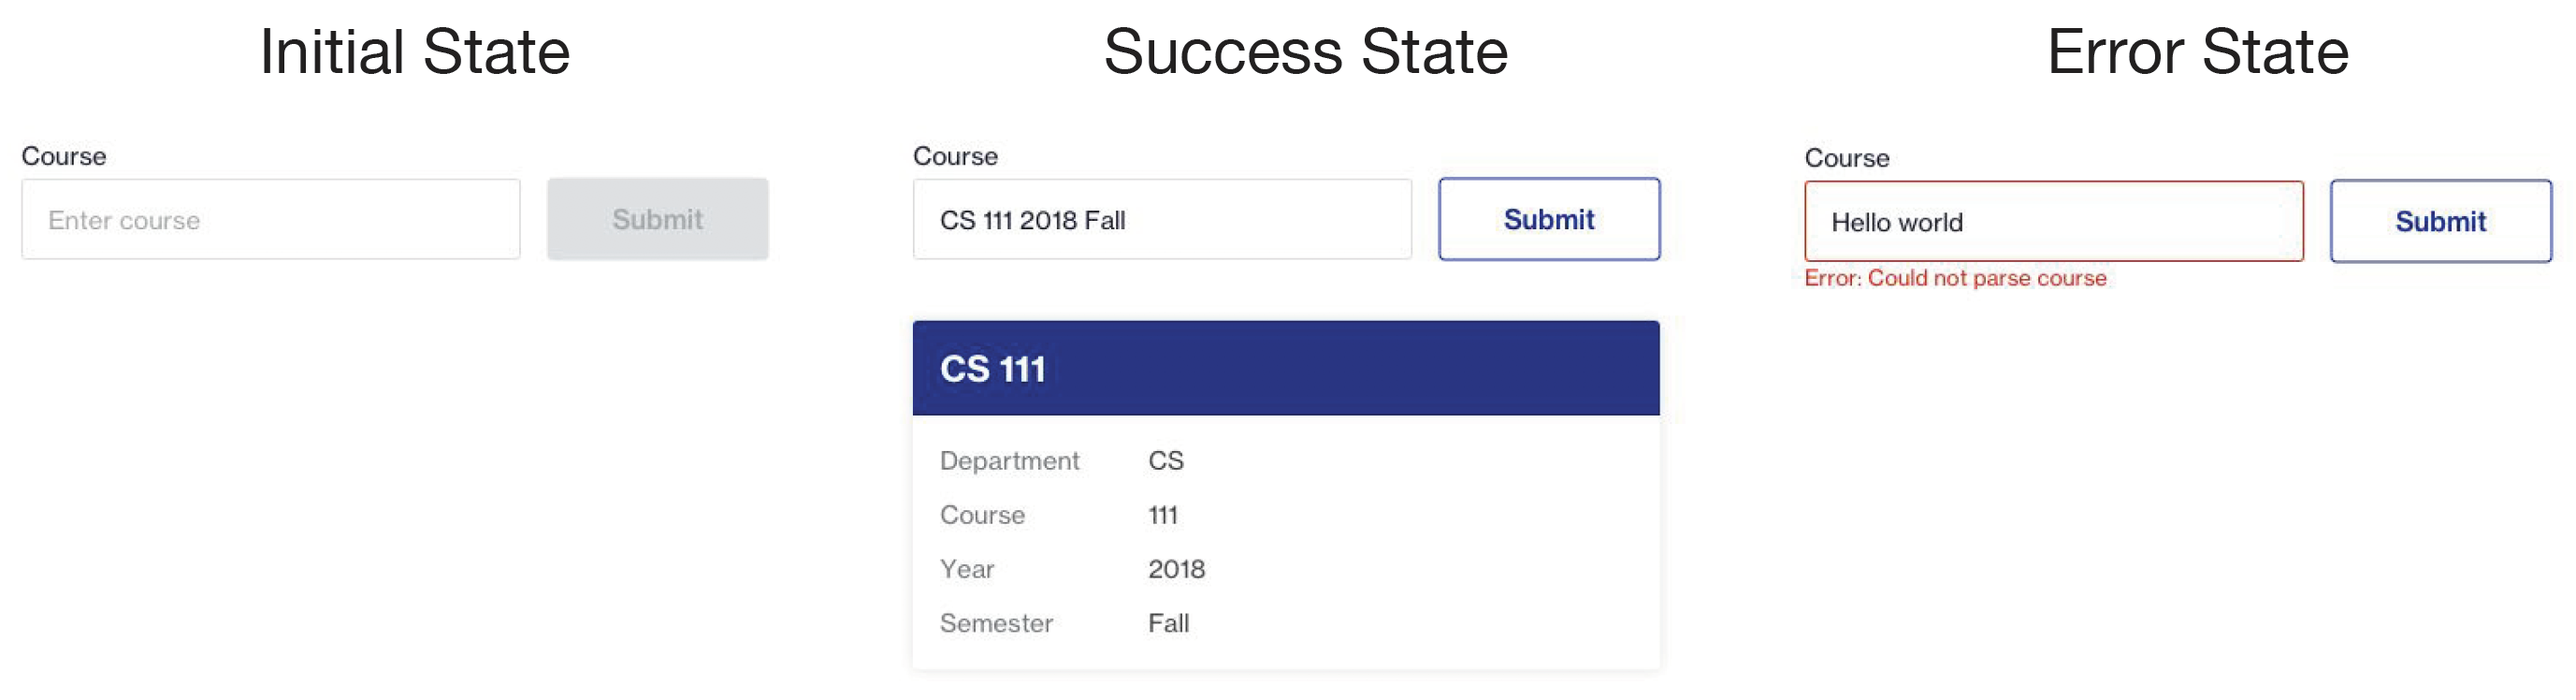 Initial State
Course
Enter course
Submit
Success State
Course
CS 111 2018 Fall
Submit
CS 111
Department CS
Course 111
Year 2018
Semester Fall
Error State
Course
Hello world
Submit
Error: Could not parse course